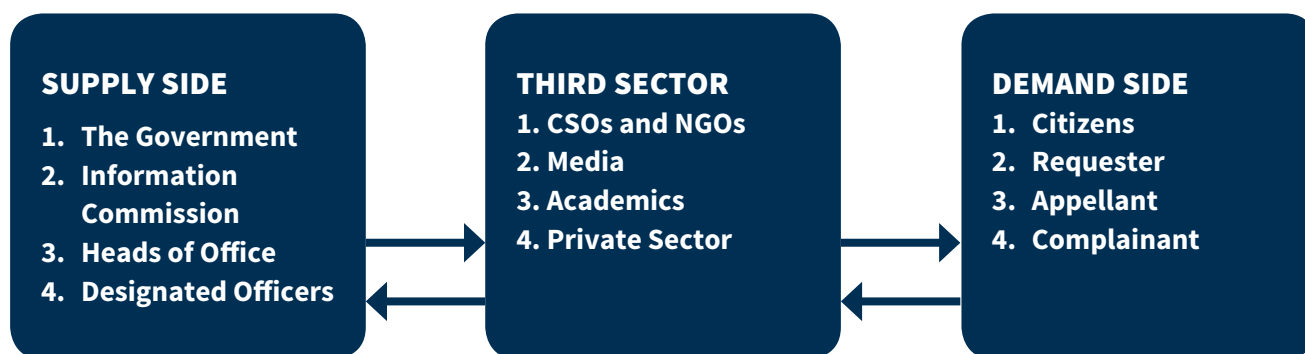 SUPPLY SIDE
1. The Government
2. Information
Commission
3. Heads of Office
4. Designated Officers
THIRD SECTOR
1. CSOs and NGOs
2. Media
3. Academics
4. Private Sector
DEMAND SIDE
1. Citizens
2. Requester
3. Appellant
4. Complainant